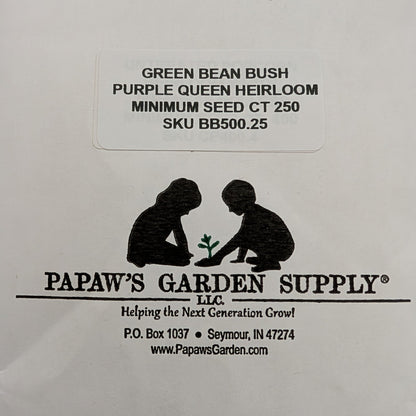 GREEN BEAN BUSH
PURPLE QUEEN HEIRLOOM
MINIMUM SEED CT 250
SKU BB500.25
PAPAW'S GARDEN SUPPLY®
LLC.
Helping the Next Generation Grow!
P.O. Box 1037 • Seymour, IN 47274
www.PapawsGarden.com